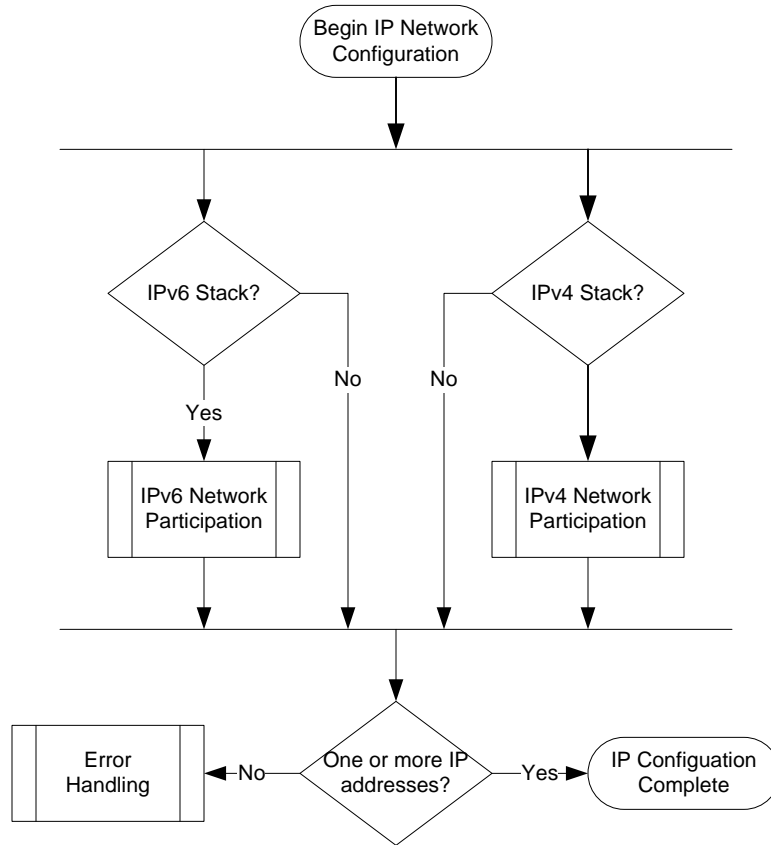 Begin IP Network
Configuration
IPv6 Stack?
IPv4 Stack?
No
No
Yes
IPv6 Network
Participation
IPv4 Network
Participation
Error
Handling
No
One or more IP
addresses?
Yes
IP Configuation
Complete